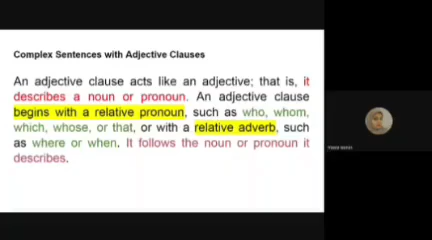 Complex Sentences with Adjective Clauses
An adjective clause acts like an adjective; that is, it
describes a noun or pronoun. An adjective clause
begins with a relative pronoun, such as who, whom,
which, whose, or that, or with a relative adverb, such
as where or when. It follows the noun or pronoun it
describes.